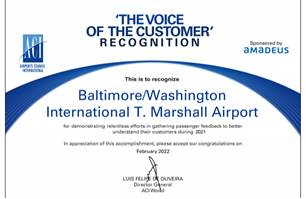 'THE VOICE
OF THE CUSTOMER'
RECOGNITION
ACI
AIRPORTS COUNCIL
INTERNATIONAL
Sponsored by
amadeus
This is to recognize
Baltimore/Washington
International T. Marshall Airport
for demonstrating relentless efforts in gathering passenger feedback to better
understand their customers during 2021
In appreciation of this accomplishment, please accept our congratulations on
February 2022
LUIS FELIPE DE OLIVEIRA
Director General
ACI World